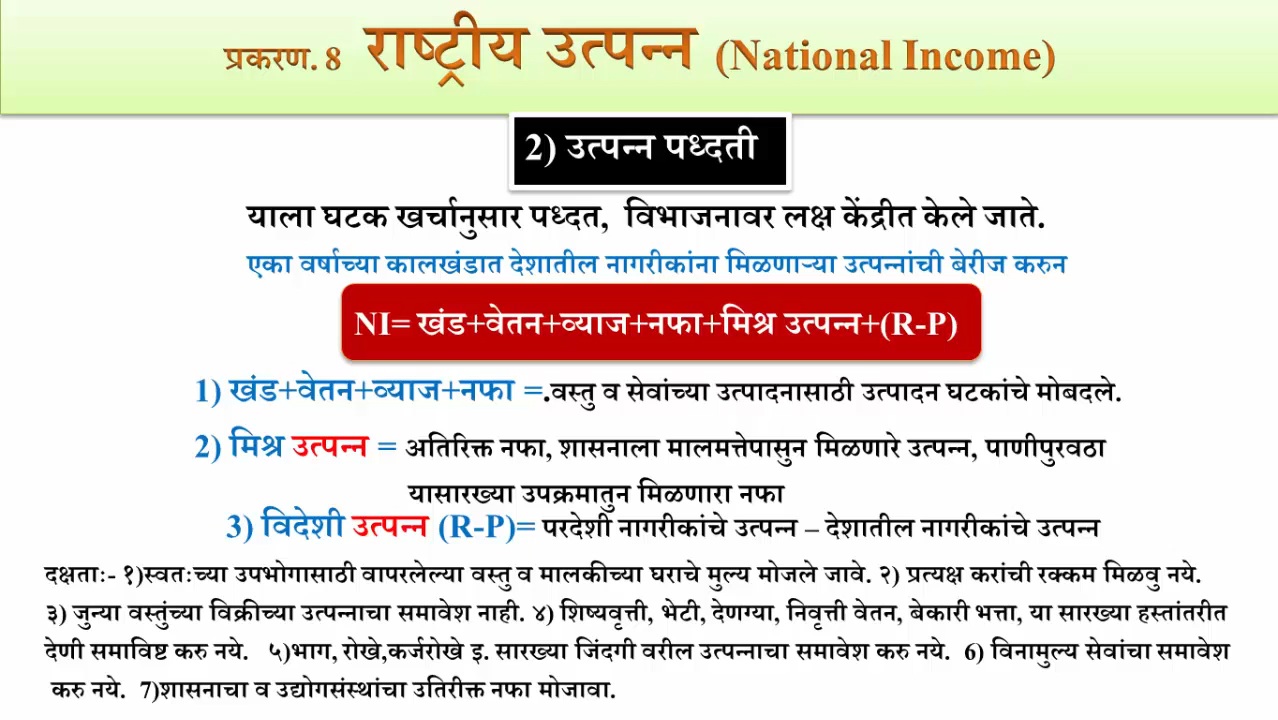 प्रकरण. 8 राष्ट्रीय उत्पन्न (National Income)
2) उत्पन्न पध्दती
याला घटक खर्चानुसार पध्दत, विभाजनावर लक्ष केंद्रीत केले जाते.
एका वर्षाच्या कालखंडात देशातील नागरीकांना मिळणाऱ्या उत्पन्नांची बेरीज करुन
NI= खंड+वेतन+व्याज+नफा+मिश्र उत्पन्न+(R-P)
1) खंड+वेतन+व्याज+नफा =.वस्तु व सेवांच्या उत्पादनासाठी उत्पादन घटकांचे मोबदले.
2) मिश्र उत्पन्न = अतिरिक्त नफा, शासनाला मालमत्तेपासुन मिळणारे उत्पन्न, पाणीपुरवठा
यासारख्या उपक्रमातुन मिळणारा नफा
3) विदेशी उत्पन्न (R-P)= परदेशी नागरीकांचे उत्पन्न – देशातील नागरीकांचे उत्पन्न
दक्षताः- १)स्वतःच्या उपभोगासाठी वापरलेल्या वस्तु व मालकीच्या घराचे मुल्य मोजले जावे. २) प्रत्यक्ष करांची रक्कम मिळवु नये.
३) जुन्या वस्तुंच्या विक्रीच्या उत्पन्नाचा समावेश नाही. ४) शिष्यवृत्ती, भेटी, देणग्या, निवृत्ती वेतन, बेकारी भत्ता, या सारख्या हस्तांतरीत
देणी समाविष्ट करु नये. ५)भाग, रोखे,कर्जरोखे इ. सारख्या जिंदगी वरील उत्पन्नाचा समावेश करु नये. 6) विनामुल्य सेवांचा समावेश
करु नये. 7)शासनाचा व उद्योगसंस्थांचा उतिरीक्त नफा मोजावा.